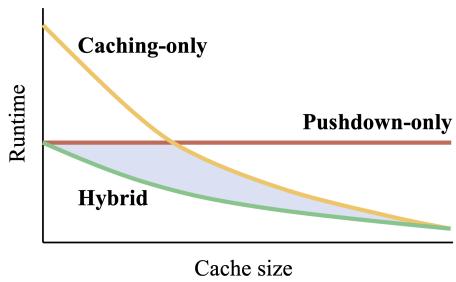 Caching-only
Pushdown-only
Runtime
Hybrid
Cache size